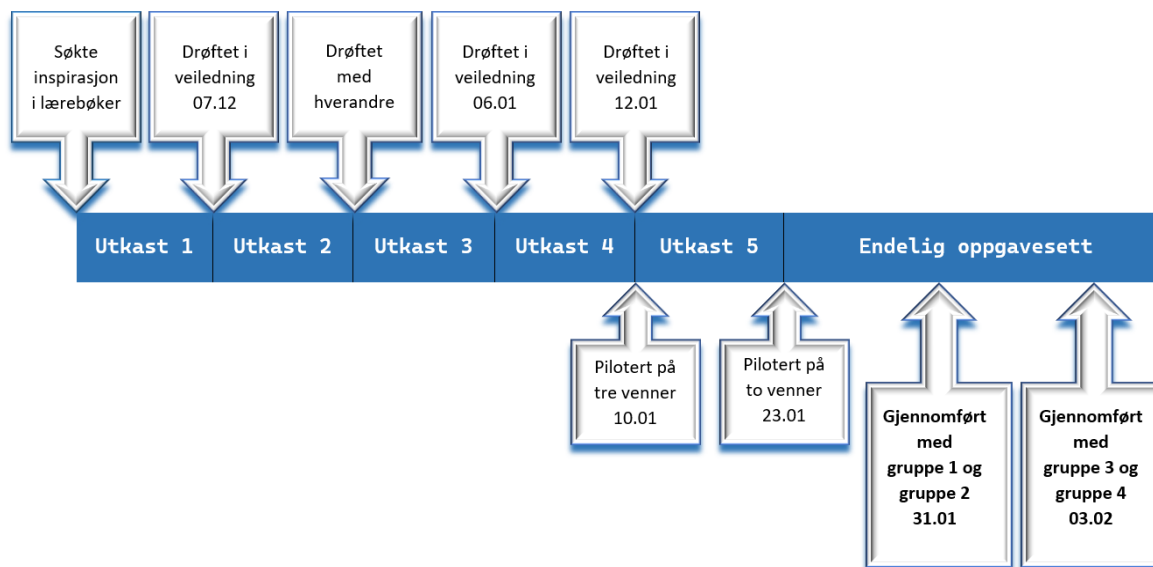 Søkte
inspirasjon
i lærebøker
Drøftet i
veiledning
07.12
Drøftet
med
hverandre
Drøftet i
veiledning
06.01
Drøftet i
veiledning
12.01
Utkast 1
Utkast 2
Utkast 3
Utkast 4
Utkast 5
Endelig oppgavesett
Pilotert på
tre venner
10.01
Pilotert på
to venner
23.01
Gjennomført
med
gruppe 1 og
gruppe 2
31.01
Gjennomført
med
gruppe 3 og
gruppe 4
03.02